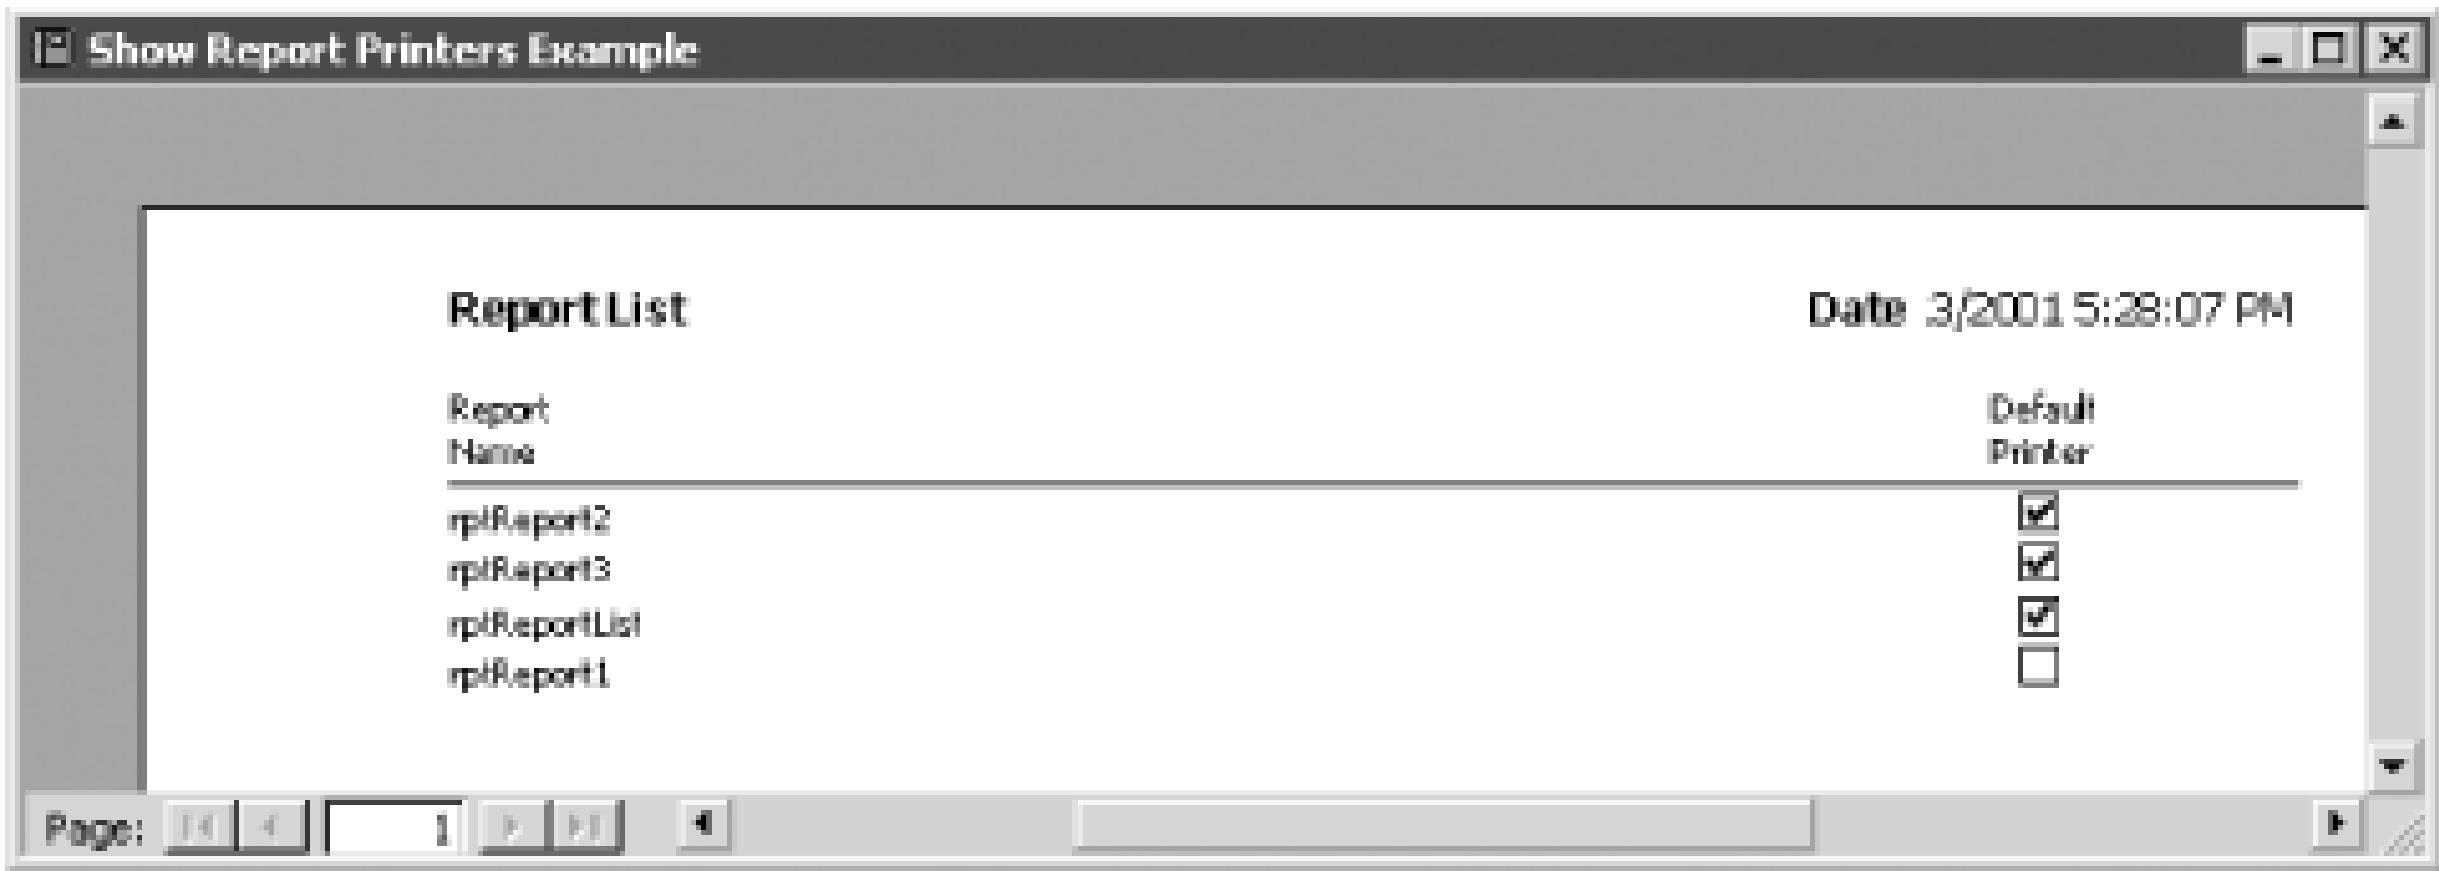 Show Report Printers Example
Report List
Date 3/2001 5:28:07 PM
Report
Name
Default
Printer
rptReport2
rptReport3
rptReportList
rptReport1
Page: 1